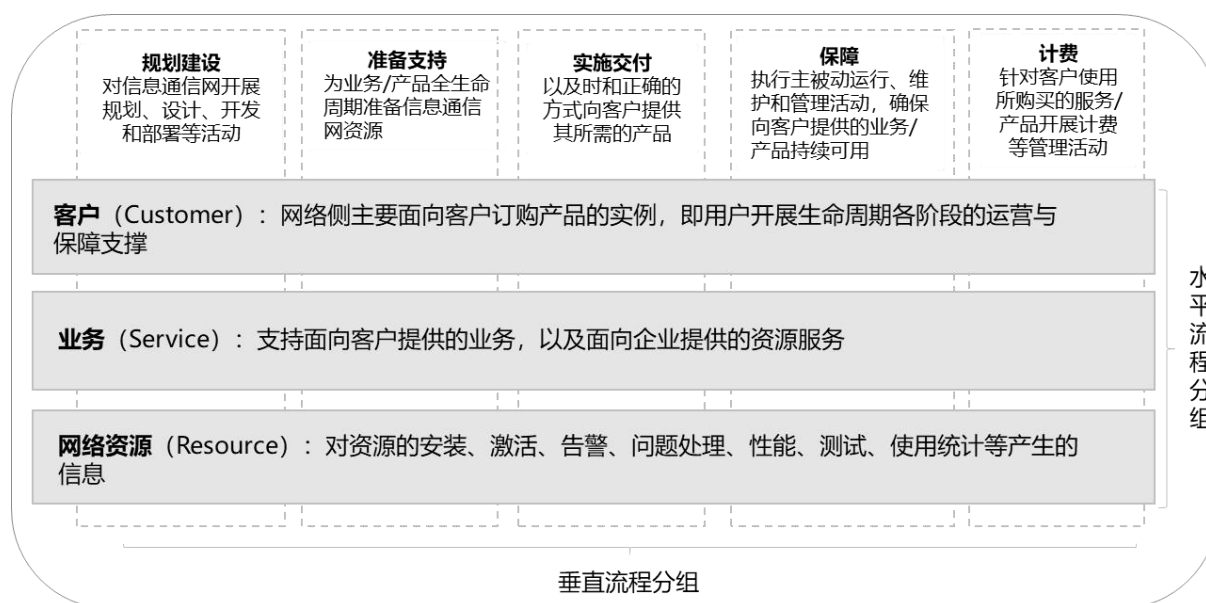 规划建设
对信息通信网开展
规划、设计、开发
和部署等活动
准备支持
为业务/产品全生命
周期准备信息通信
网资源
实施交付
以及时和正确的
方式向客户提供
其所需的产品
保障
执行主被动运行、维
护和管理活动，确保
向客户提供的业务/
产品持续可用
计费
针对客户使用
所购买的服务/
产品开展计费
等管理活动
客户（Customer）：网络侧主要面向客户订购产品的实例，即用户开展生命周期各阶段的运营与
保障支撑
业务（Service）：支持面向客户提供的业务，以及面向企业提供的资源服务
网络资源（Resource）：对资源的安装、激活、告警、问题处理、性能、测试、使用统计等产生的
信息
水平流程分组
垂直流程分组